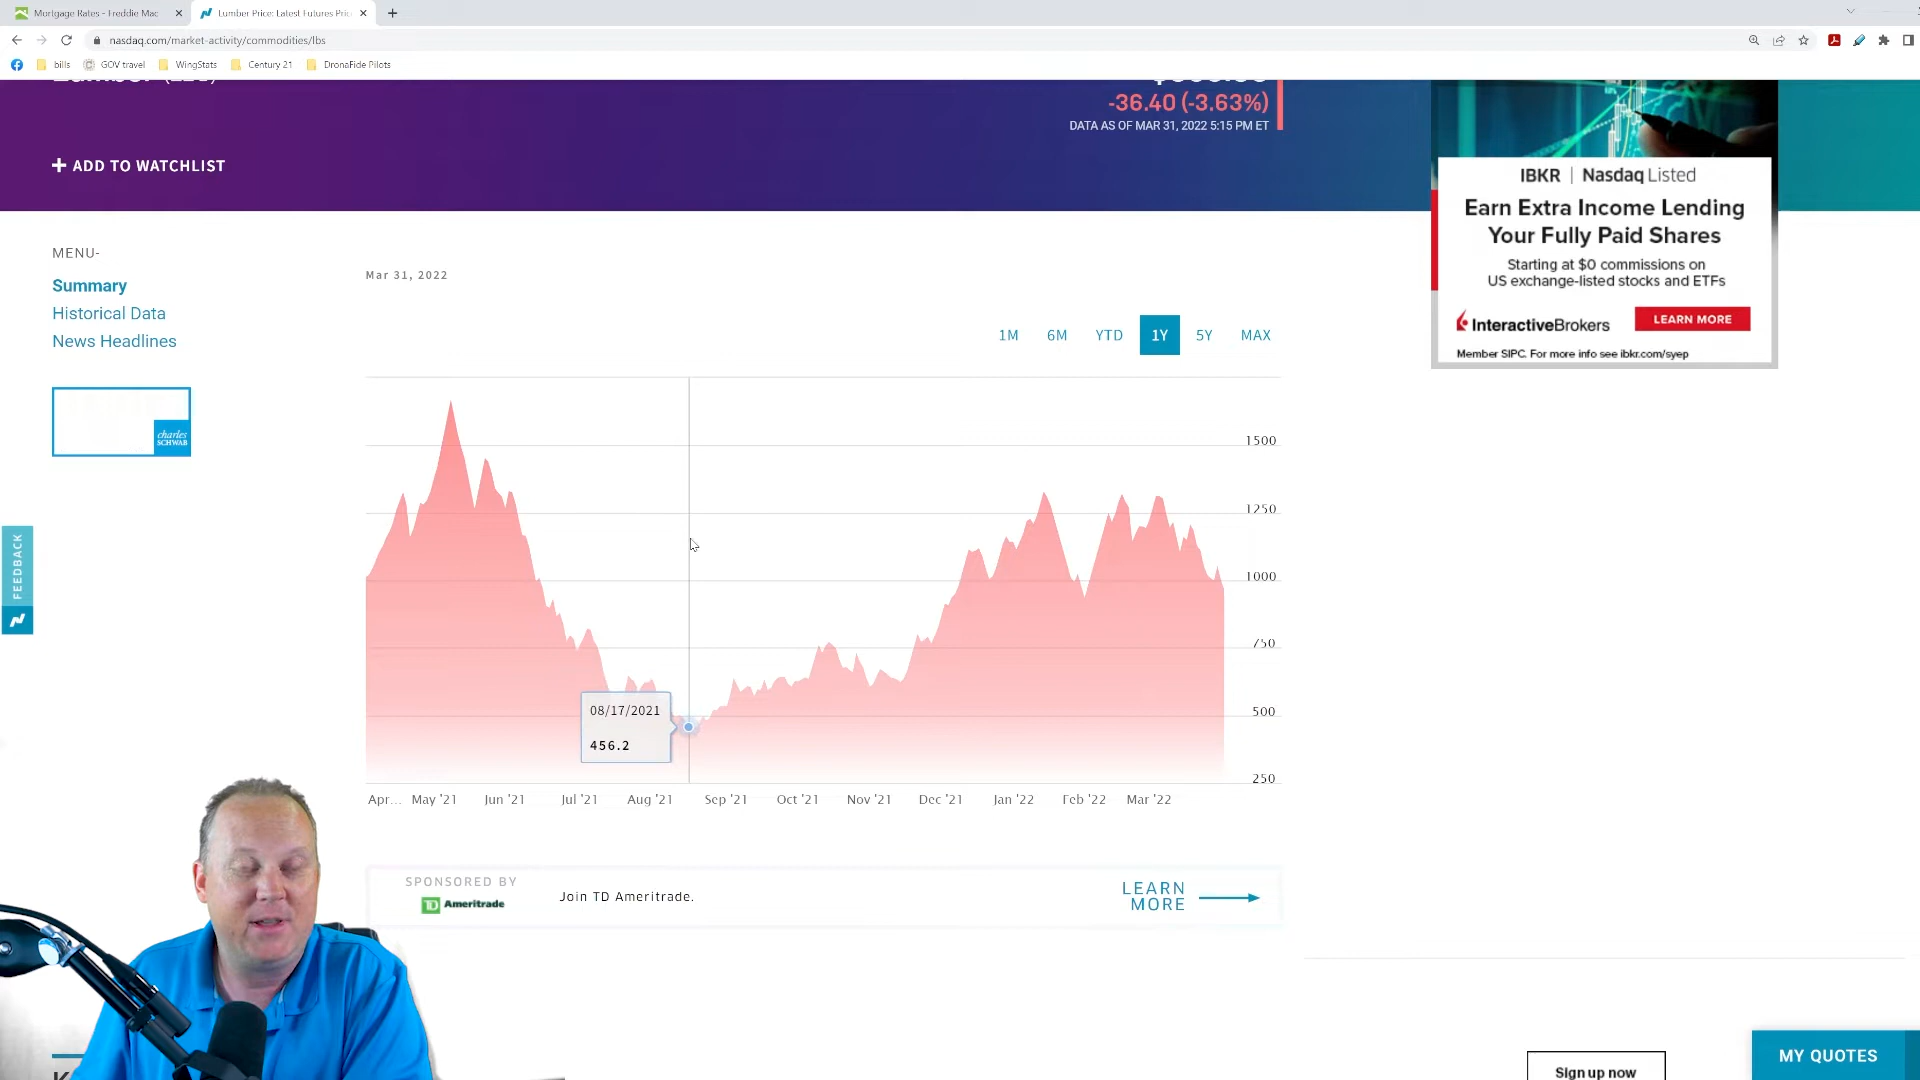 Mortgage Rates - Freddie Mac
Lumber Price: Latest Futures Pric
nasdaq.com/market-activity/commodities/lbs
bills
GOV travel
WingStats
Century 21
DronaFide Pilots
-36.40 (-3.63%)
DATA AS OF MAR 31, 2022 5:15 PM ET
+ ADD TO WATCHLIST
IBKR | Nasdaq Listed
Earn Extra Income Lending
Your Fully Paid Shares
Starting at $0 commissions on
US exchange-listed stocks and ETFs
InteractiveBrokers
LEARN MORE
Member SIPC. For more info see ibkr.com/syep
MENU-
Summary
Historical Data
News Headlines
charles
SCHWAB
FEEDBACK
Mar 31, 2022
1M 6M YTD 1Y 5Y MAX
1500
1250
1000
750
500
250
08/17/2021
456.2
Apr... May '21 Jun '21 Jul '21 Aug '21 Sep '21 Oct '21 Nov '21 Dec '21 Jan '22 Feb '22 Mar '22
SPONSORED BY
TD Ameritrade
Join TD Ameritrade.
LEARN
MORE
Sign up now
MY QUOTES